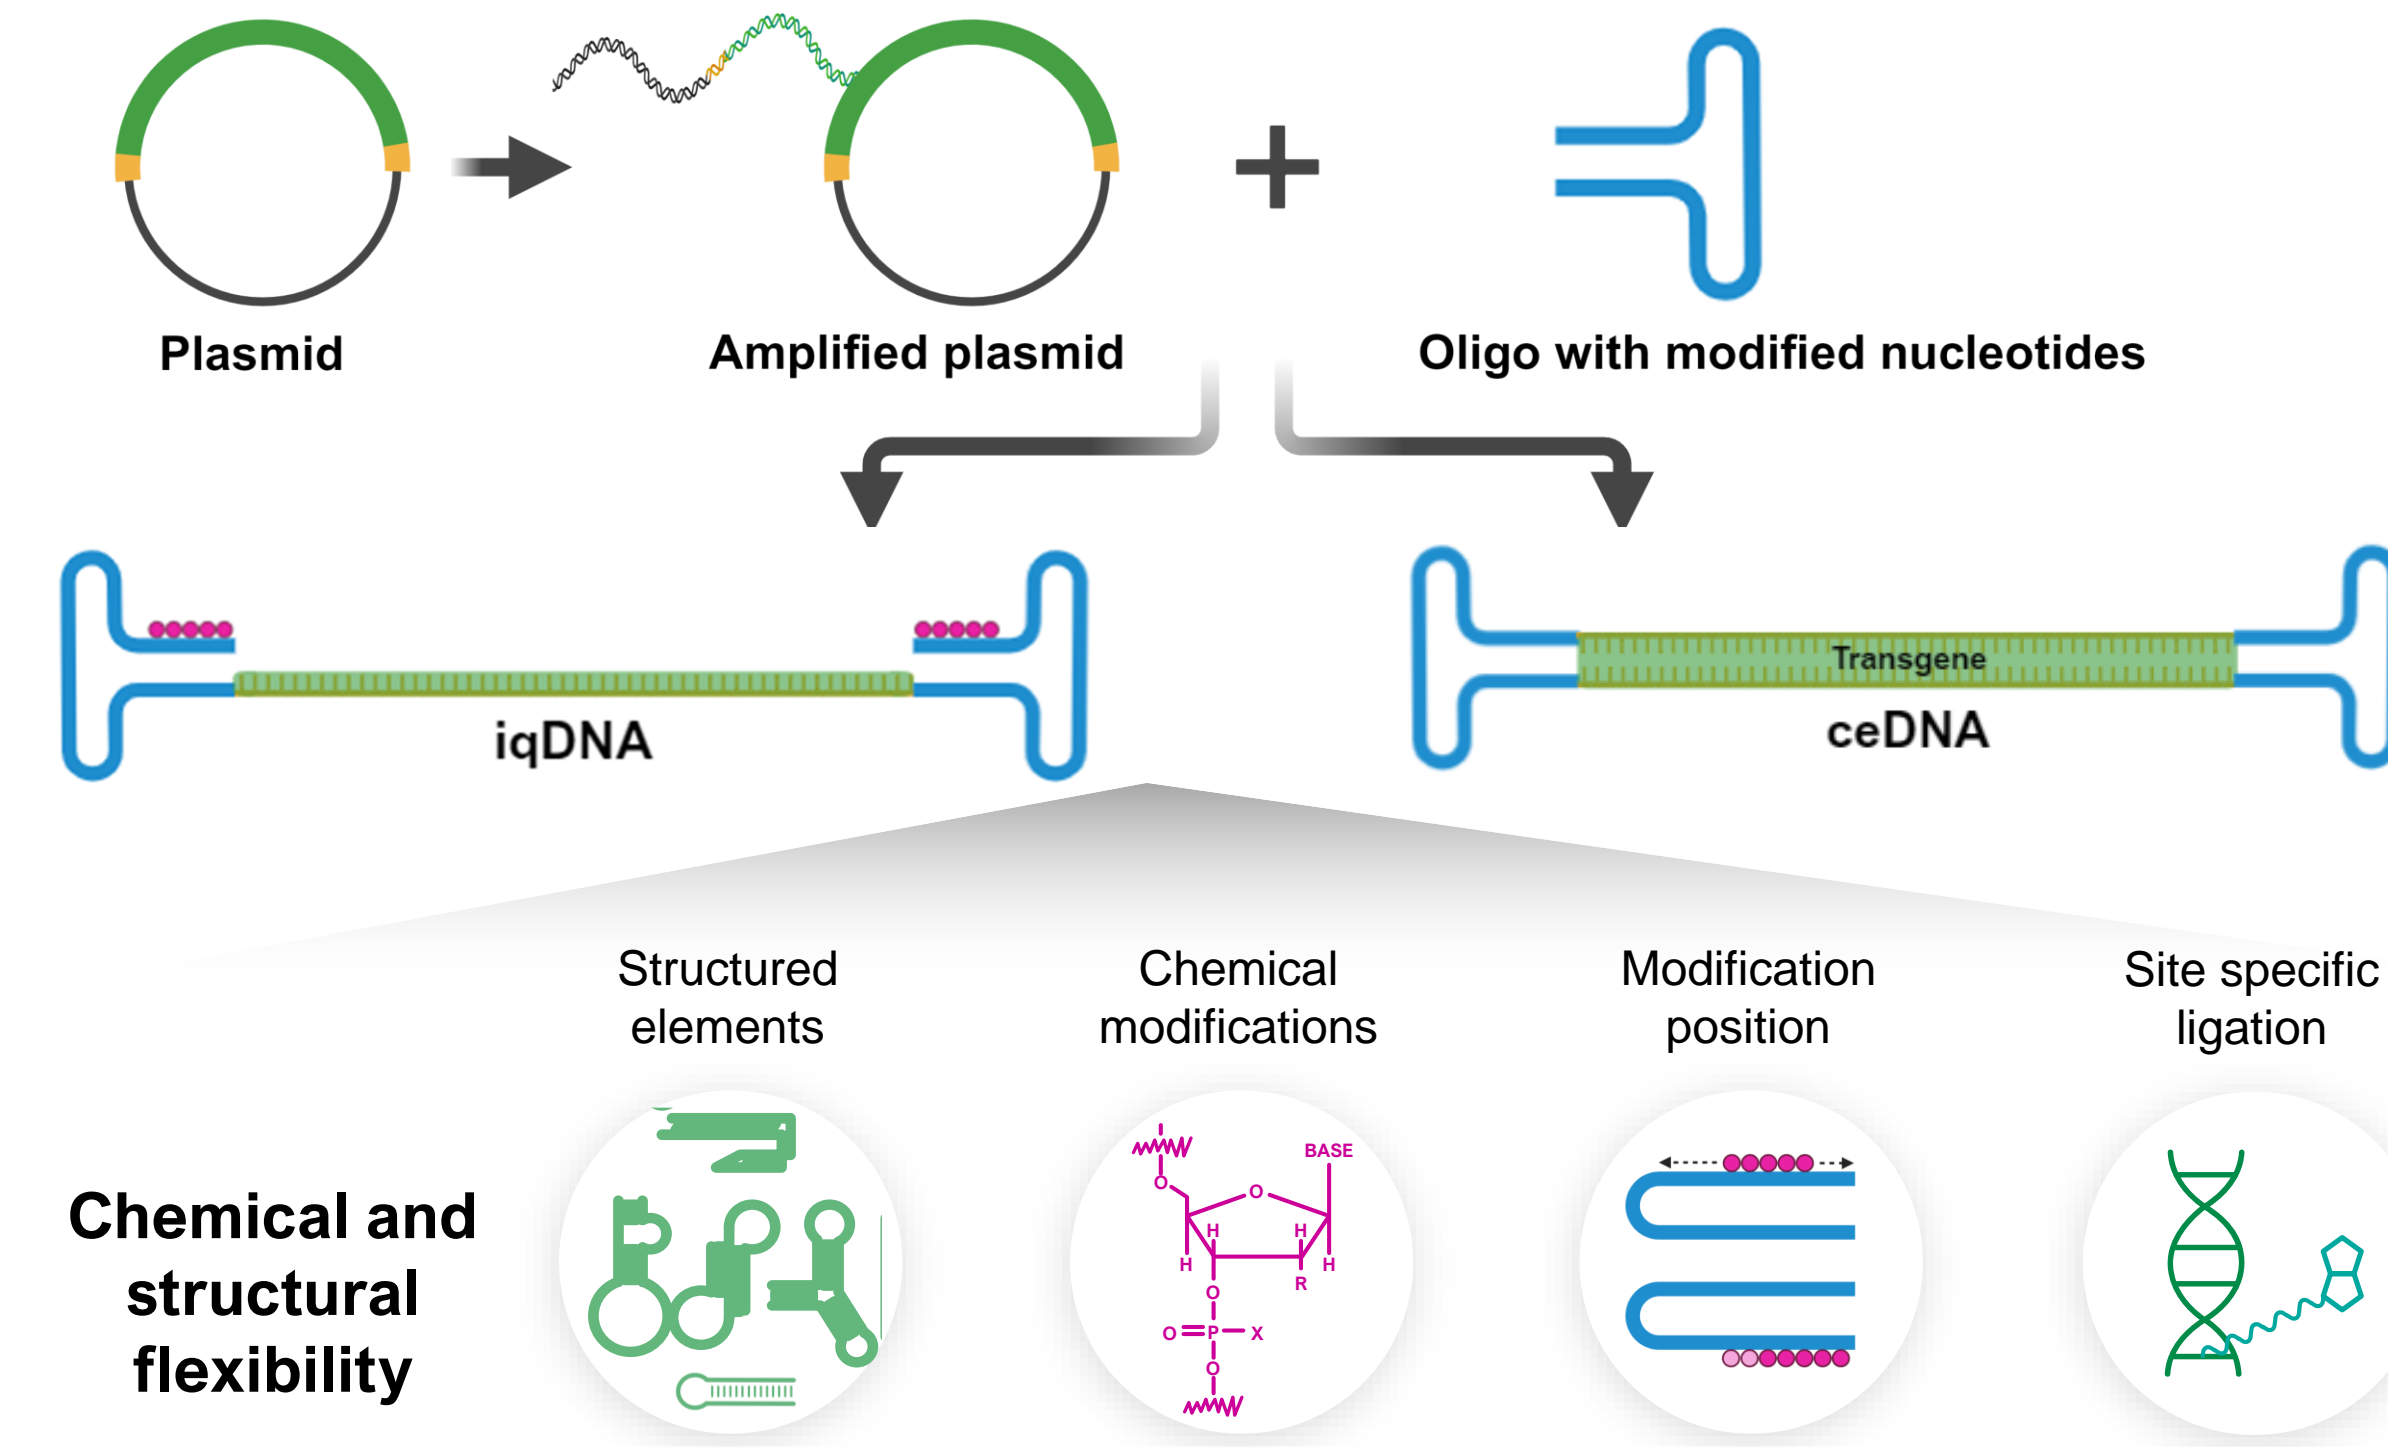 Plasmid
Amplified plasmid
Oligo with modified nucleotides
iqDNA
Transgene
ceDNA
Structured
elements
Chemical
modifications
Modification
position
Site specific
ligation
Chemical and
structural
flexibility
BASE
O
O
H
H
H
H
R
O
O
P
X
O